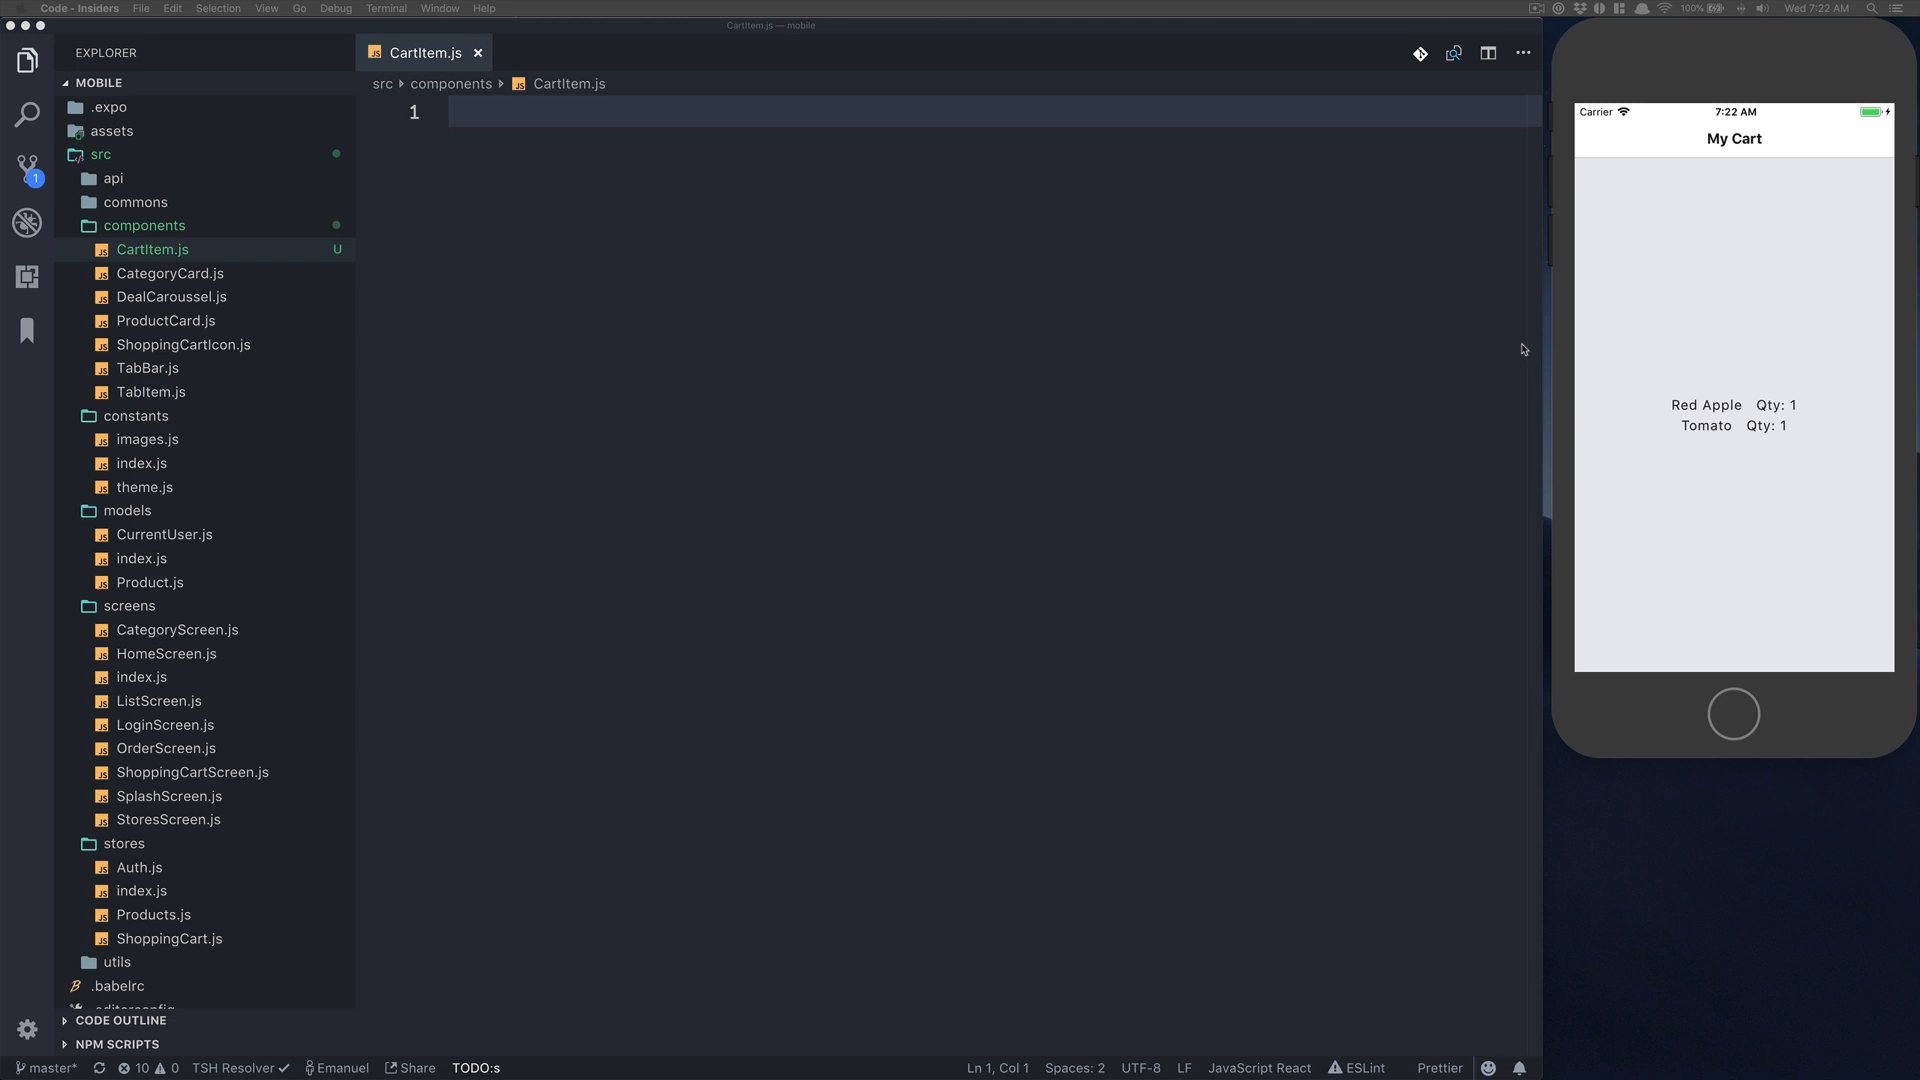 Code - Insiders File Edit Selection View Go Debug Terminal Window Help
100% Wed 7:22 AM
CartItem.js — mobile
EXPLORER
CartItem.js
MOBILE
src components CartItem.js
1
.expo
assets
src
api
commons
components
CartItem.js U
CategoryCard.js
DealCaroussel.js
ProductCard.js
ShoppingCartIcon.js
TabBar.js
TabItem.js
constants
images.js
index.js
theme.js
models
CurrentUser.js
index.js
Product.js
screens
CategoryScreen.js
HomeScreen.js
index.js
ListScreen.js
LoginScreen.js
OrderScreen.js
ShoppingCartScreen.js
SplashScreen.js
StoresScreen.js
stores
Auth.js
index.js
Products.js
ShoppingCart.js
utils
.babelrc
.editorconfig
CODE OUTLINE
NPM SCRIPTS
1
master* 10 0 TSH Resolver Emanuel Share TODO:s
Ln 1, Col 1 Spaces: 2 UTF-8 LF JavaScript React ESLint Prettier
Carrier 7:22 AM
My Cart
Red Apple Qty: 1
Tomato Qty: 1